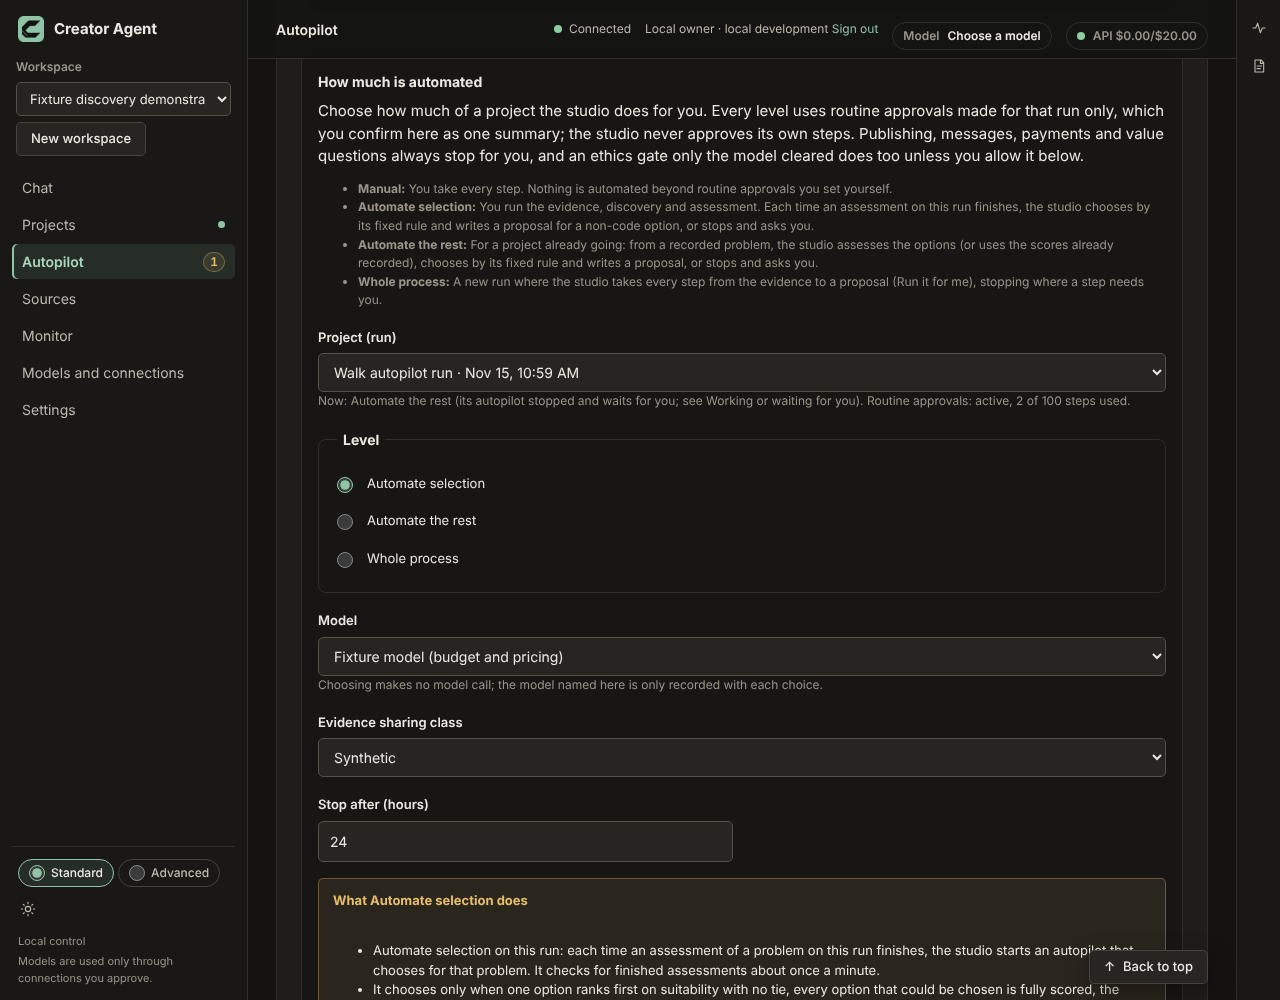 Creator Agent
Workspace
Fixture discovery demonstra
New workspace
Chat
Projects
Autopilot
1
Sources
Monitor
Models and connections
Settings
Standard
Advanced
Local control
Models are used only through
connections you approve.
Autopilot
Connected
Local owner · local development Sign out
Model Choose a model
API $0.00/$20.00
How much is automated
Choose how much of a project the studio does for you. Every level uses routine approvals made for that run only, which
you confirm here as one summary; the studio never approves its own steps. Publishing, messages, payments and value
questions always stop for you, and an ethics gate only the model cleared does too unless you allow it below.
• Manual: You take every step. Nothing is automated beyond routine approvals you set yourself.
• Automate selection: You run the evidence, discovery and assessment. Each time an assessment on this run finishes, the studio chooses by
its fixed rule and writes a proposal for a non-code option, or stops and asks you.
• Automate the rest: For a project already going: from a recorded problem, the studio assesses the options (or uses the scores already
recorded), chooses by its fixed rule and writes a proposal, or stops and asks you.
• Whole process: A new run where the studio takes every step from the evidence to a proposal (Run it for me), stopping where a step needs
you.
Project (run)
Walk autopilot run · Nov 15, 10:59 AM
Now: Automate the rest (its autopilot stopped and waits for you; see Working or waiting for you). Routine approvals: active, 2 of 100 steps used.
Level
Automate selection
Automate the rest
Whole process
Model
Fixture model (budget and pricing)
Choosing makes no model call; the model named here is only recorded with each choice.
Evidence sharing class
Synthetic
Stop after (hours)
24
What Automate selection does
• Automate selection on this run: each time an assessment of a problem on this run finishes, the studio starts an autopilot that
chooses for that problem. It checks for finished assessments about once a minute.
• It chooses only when one option ranks first on suitability with no tie, every option that could be chosen is fully scored, the
↑ Back to top